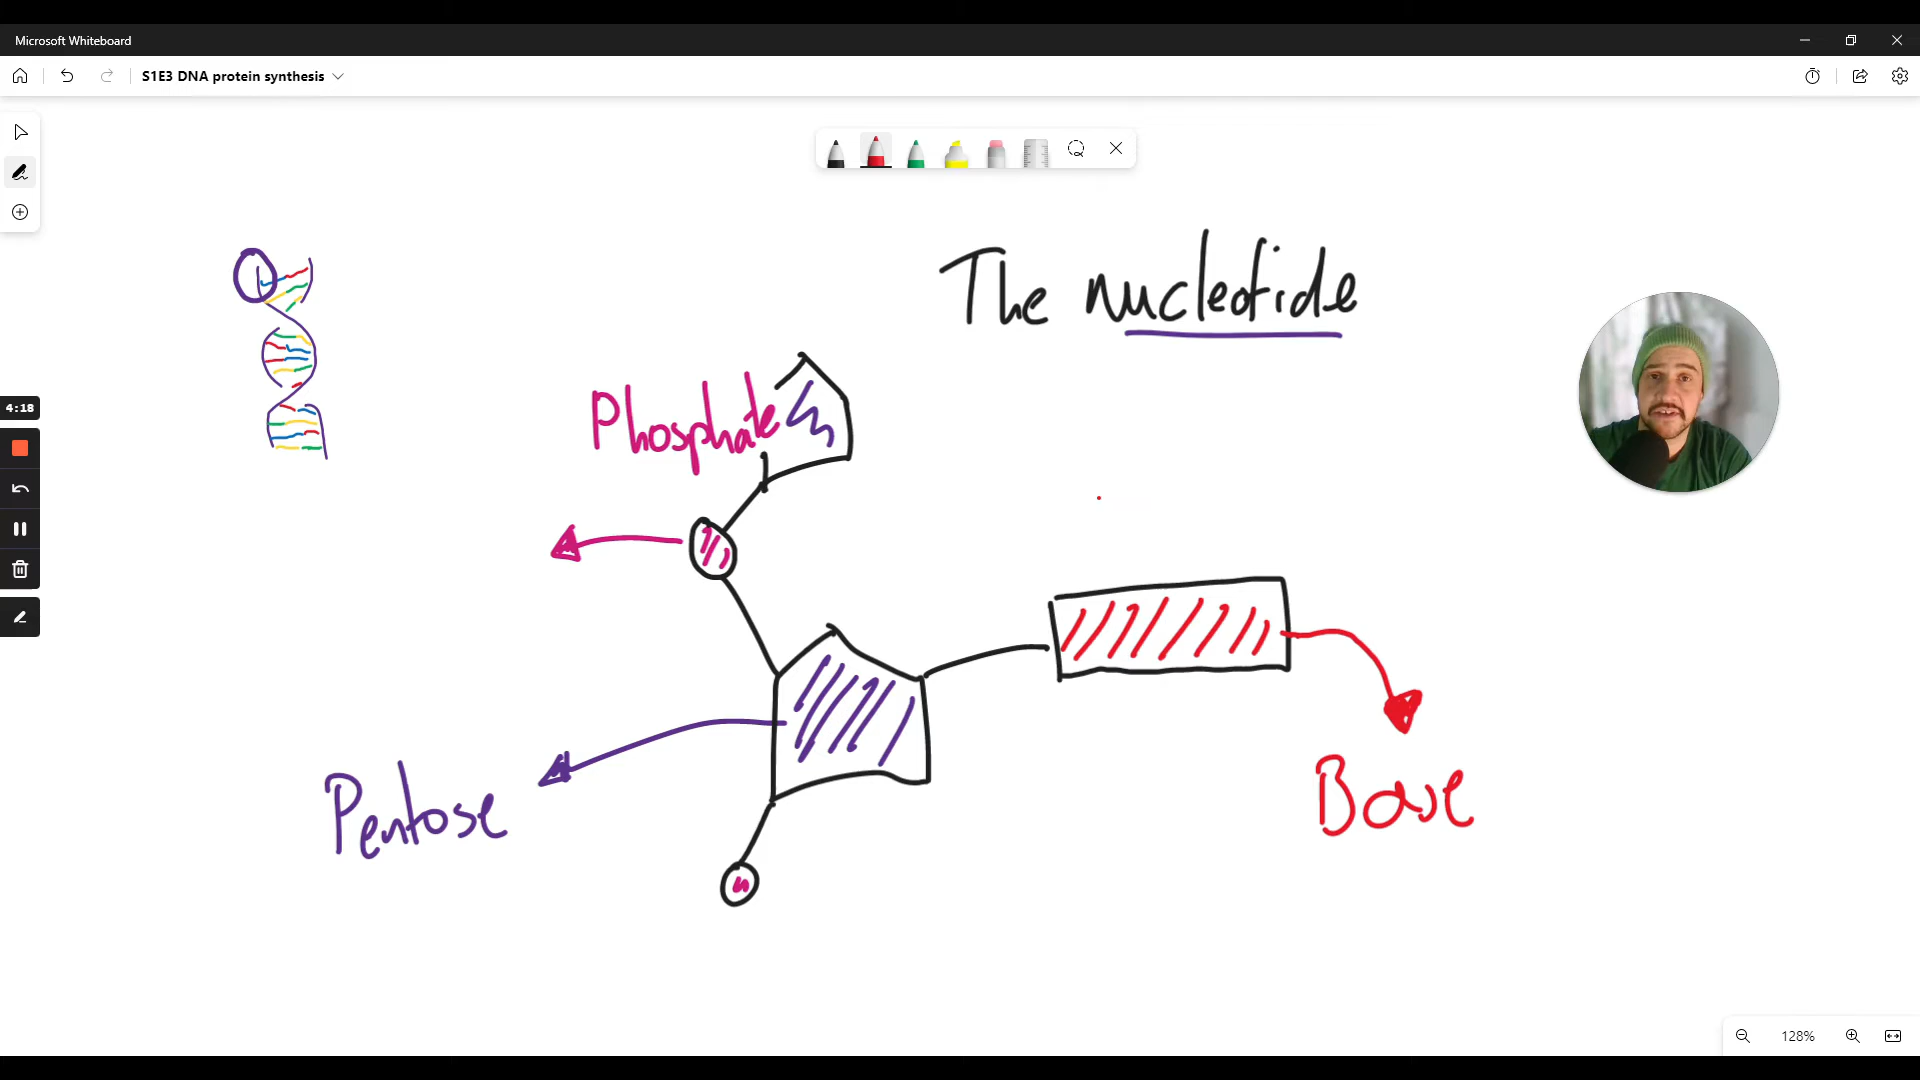 Microsoft Whiteboard
S1E3 DNA protein synthesis
The nucleotide
Phosphate
4:18
Pentose
Base
128%